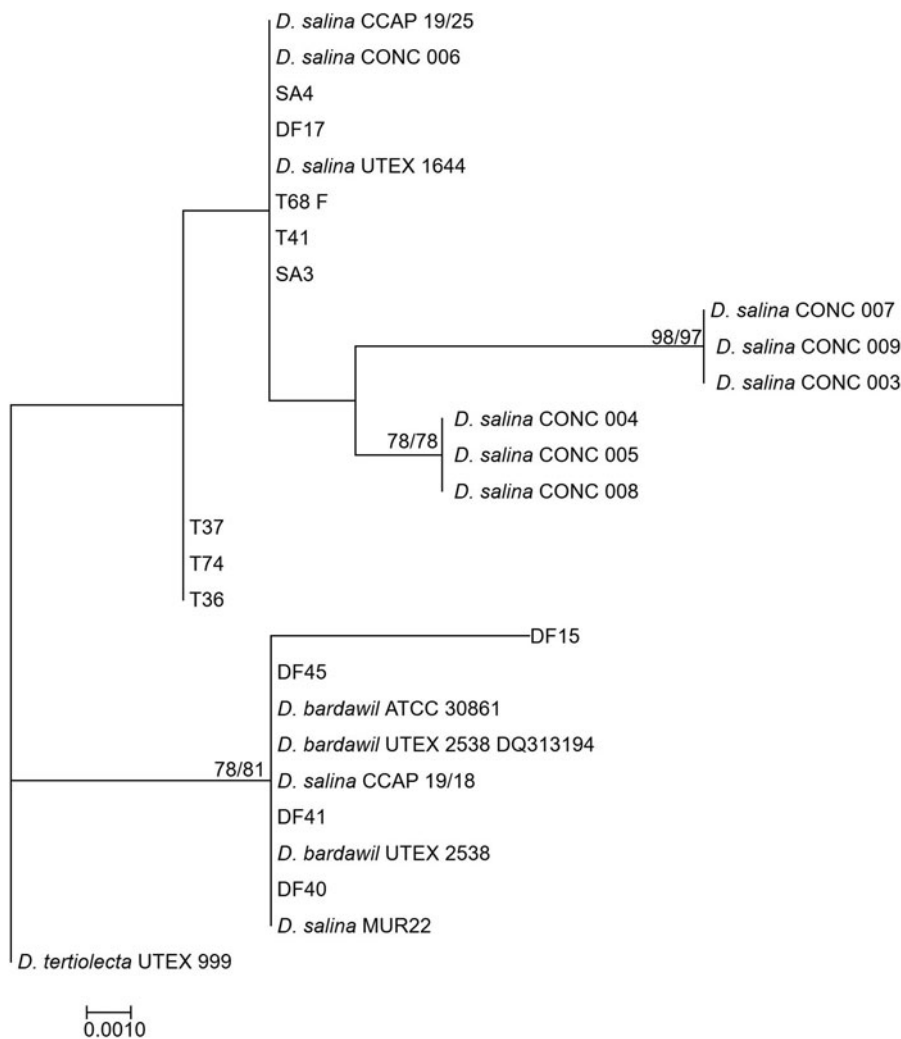 D. salina CCAP 19/25
D. salina CONC 006
SA4
DF17
D. salina UTEX 1644
T68 F
T41
SA3
D. salina CONC 007
98/97
D. salina CONC 009
D. salina CONC 003
D. salina CONC 004
78/78
D. salina CONC 005
D. salina CONC 008
T37
T74
T36
DF15
DF45
D. bardawil ATCC 30861
D. bardawil UTEX 2538 DQ313194
78/81
D. salina CCAP 19/18
DF41
D. bardawil UTEX 2538
DF40
D. salina MUR22
D. tertiolecta UTEX 999
0.0010